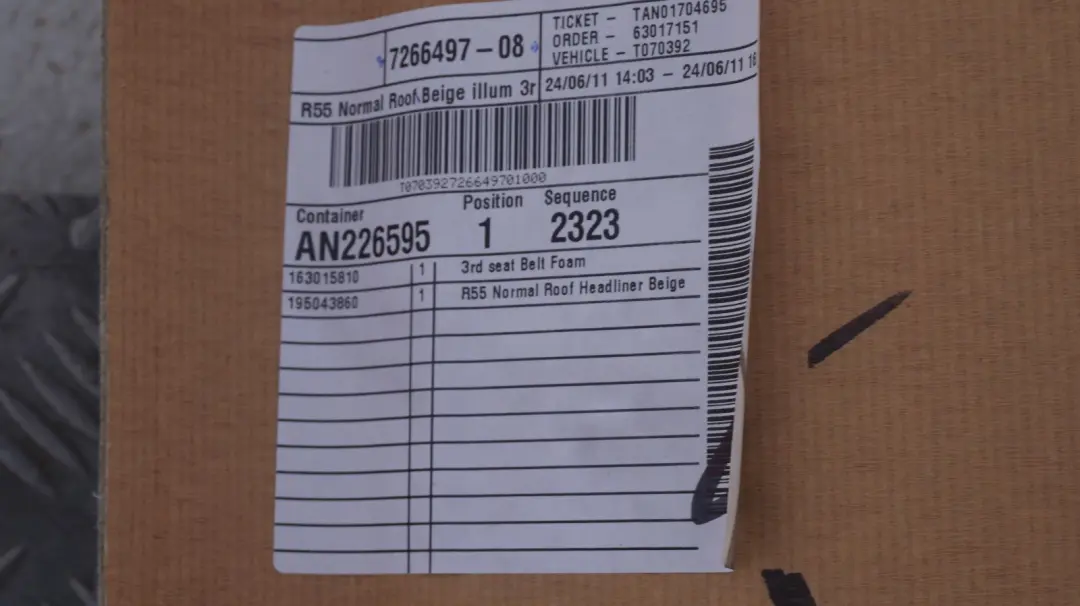 7266497-08
TICKET - TAN01704695
ORDER - 63017151
VEHICLE - T070392
R55 Normal Roof Beige illum 3r
24/06/11 14:03 - 24/06/11 16
T070392726649701000
Container Position Sequence
AN226595 1 2323
163015810 1 3rd seat Belt Foam
195043860 1 R55 Normal Roof Headliner Beige